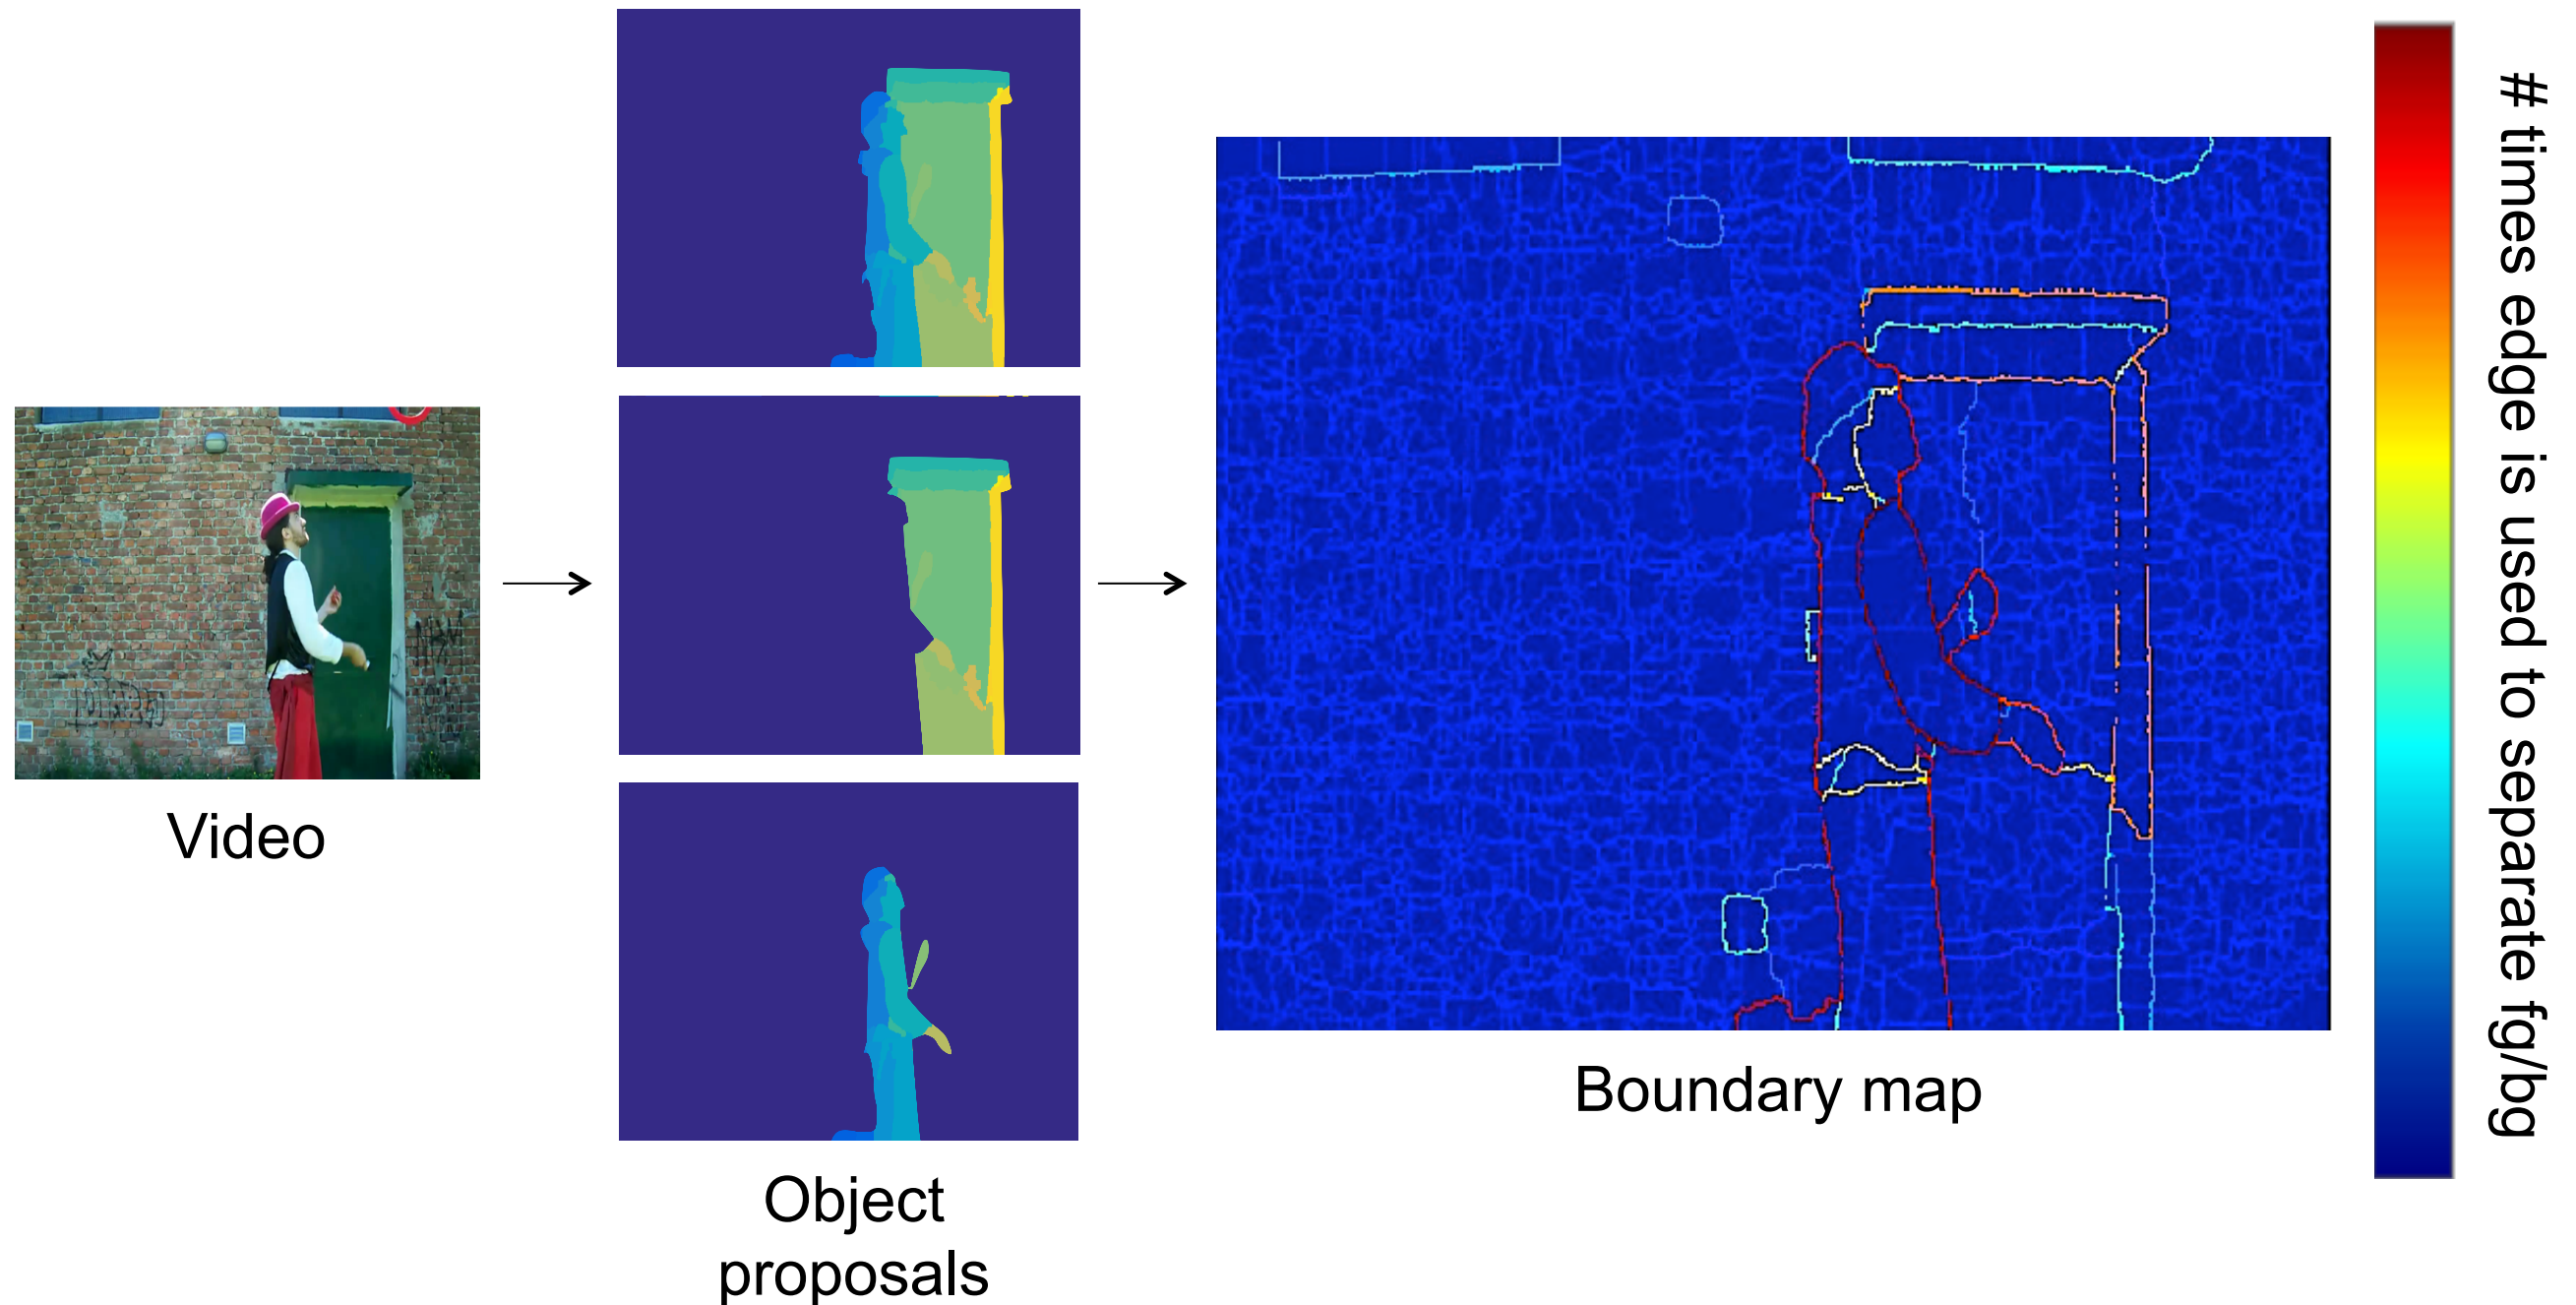 Video
Object
proposals
Boundary map
# times edge is used to separate fg/bg